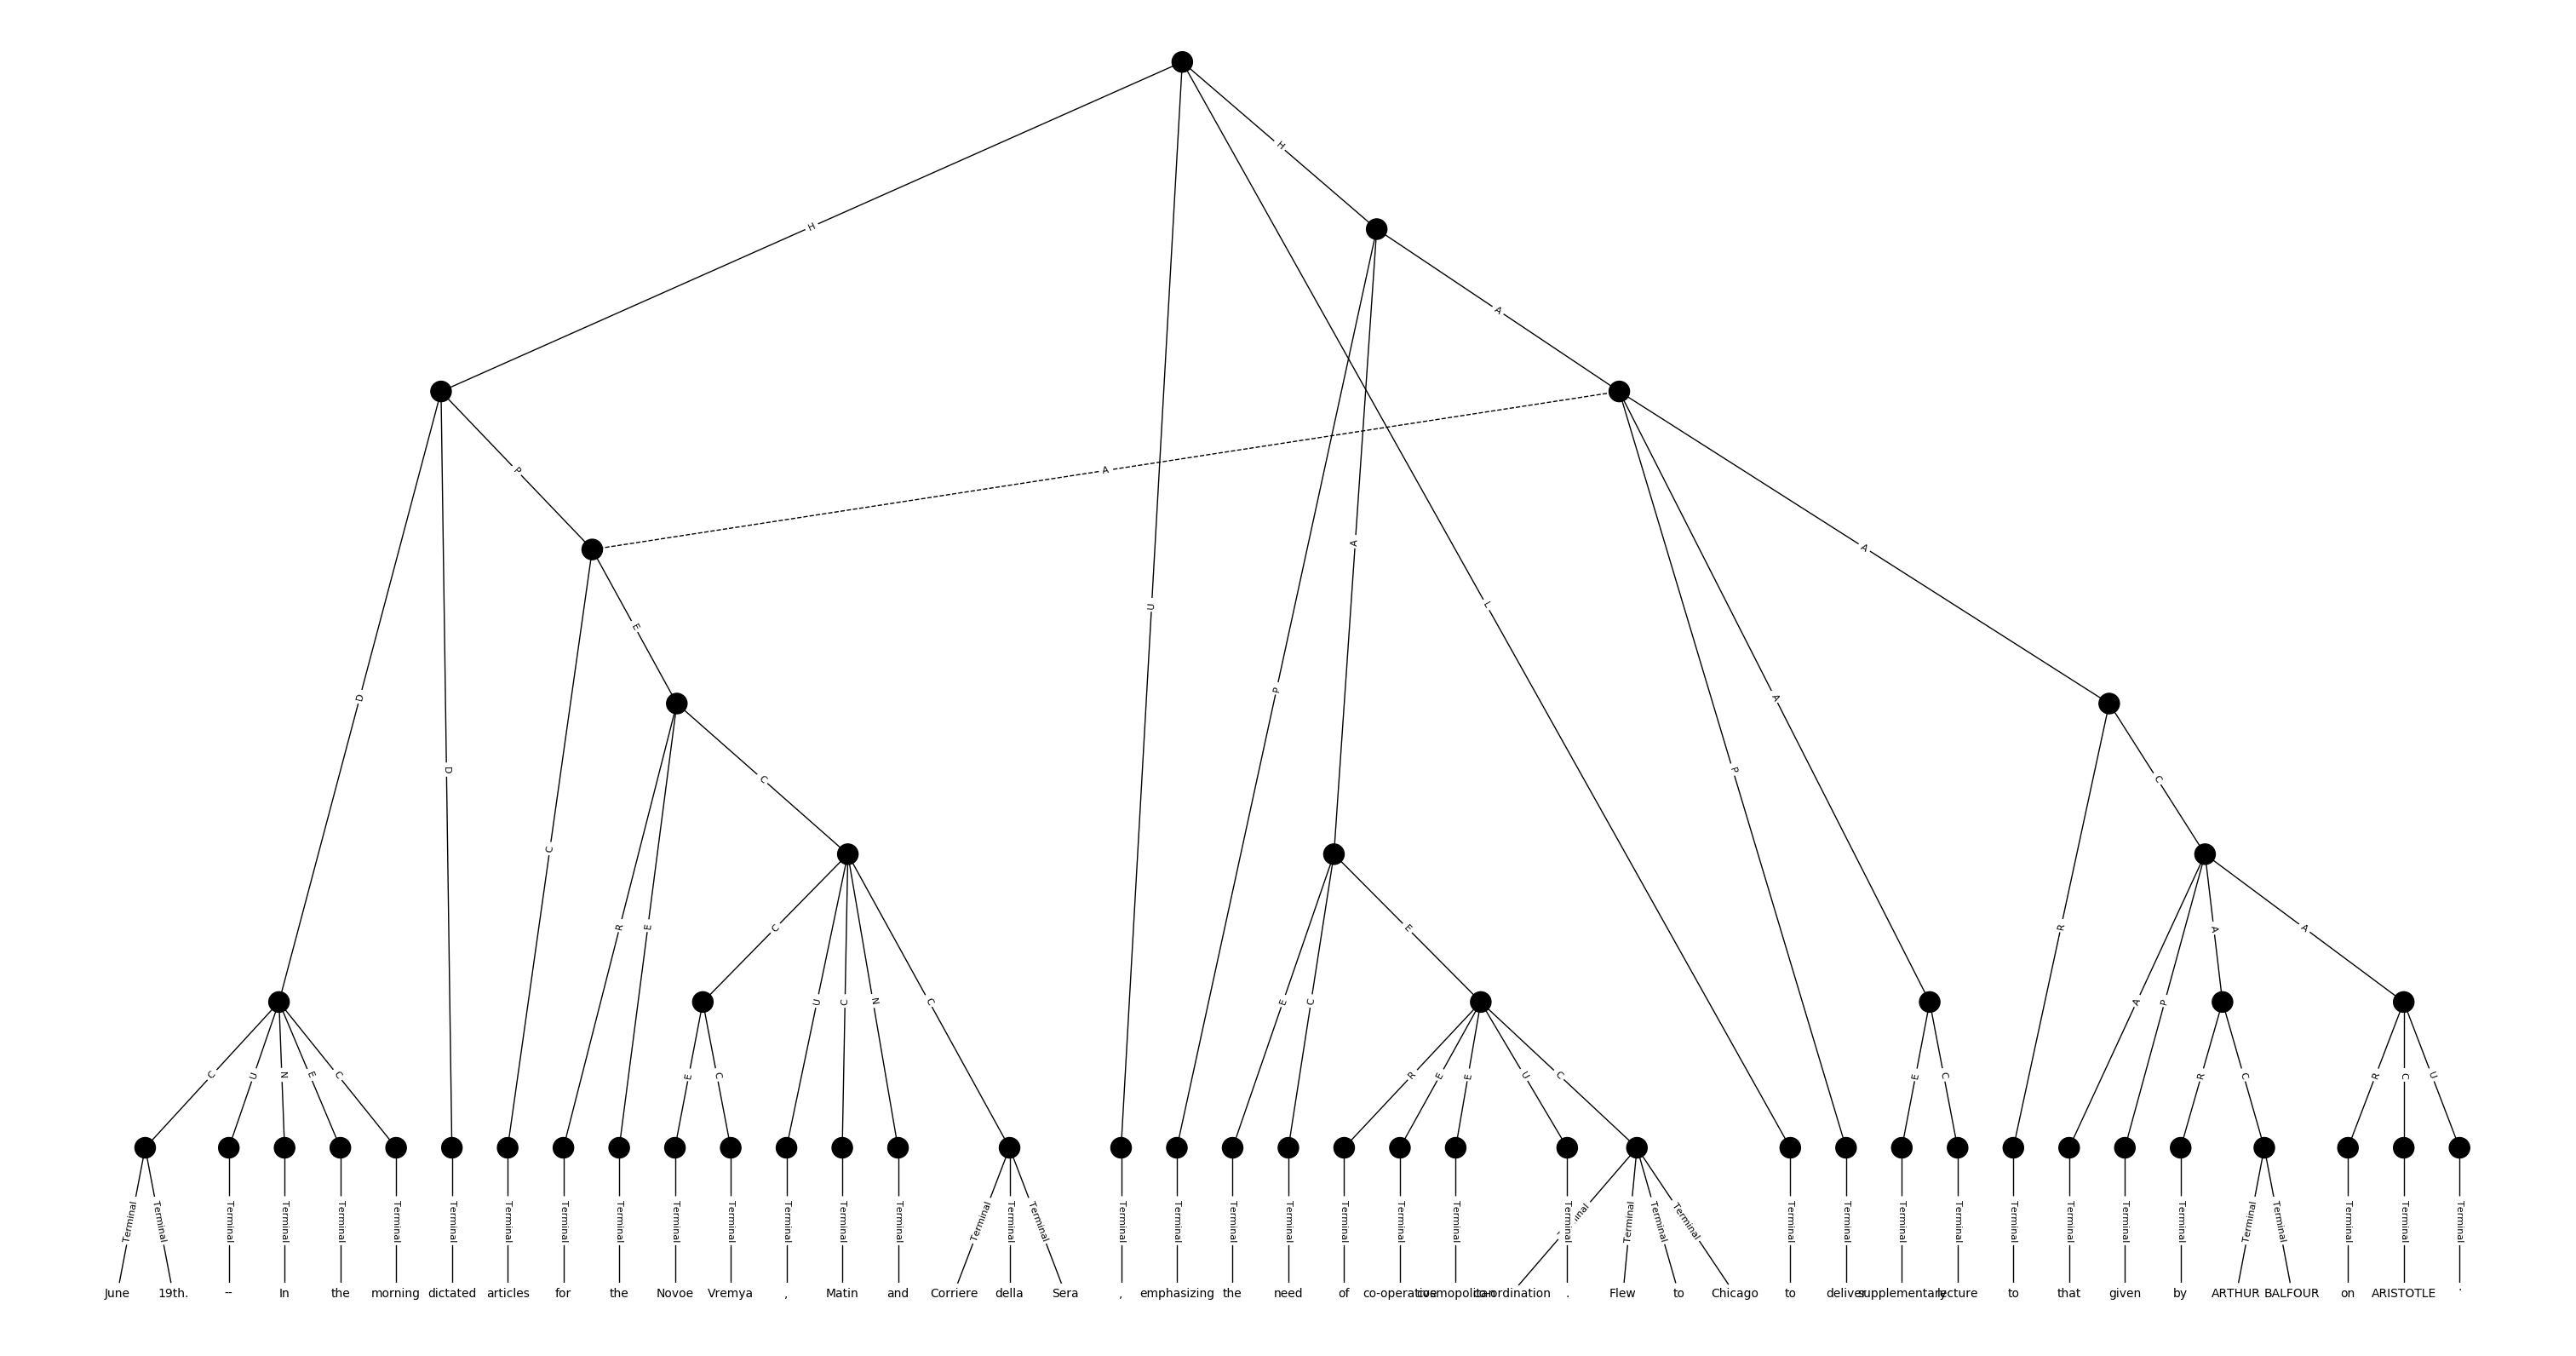 H
H
A
P
A
A
E
U
A
L
D
A
P
D
C
C
C
R
E
C
E
R
A
A
U
C
N
C
E
C
A
P
C
U
N
E
C
E
C
R
E
E
U
C
E
C
R
C
R
C
U
Terminal Terminal Terminal Terminal Terminal Terminal Terminal Terminal Terminal Terminal Terminal Terminal Terminal Terminal Terminal Terminal Terminal Terminal Terminal Terminal Terminal Terminal Terminal Terminal Terminal Terminal Terminal Terminal Terminal Terminal Terminal Terminal Terminal Terminal Terminal Terminal Terminal Terminal Terminal Terminal Terminal Terminal
June 19th. -- In the morning dictated articles for the Novoe Vremya , Matin and Corriere della Sera , emphasizing the need of co-operative cosmopolitan co-ordination . Flew to Chicago to deliver supplementary lecture to that given by ARTHUR BALFOUR on ARISTOTLE .